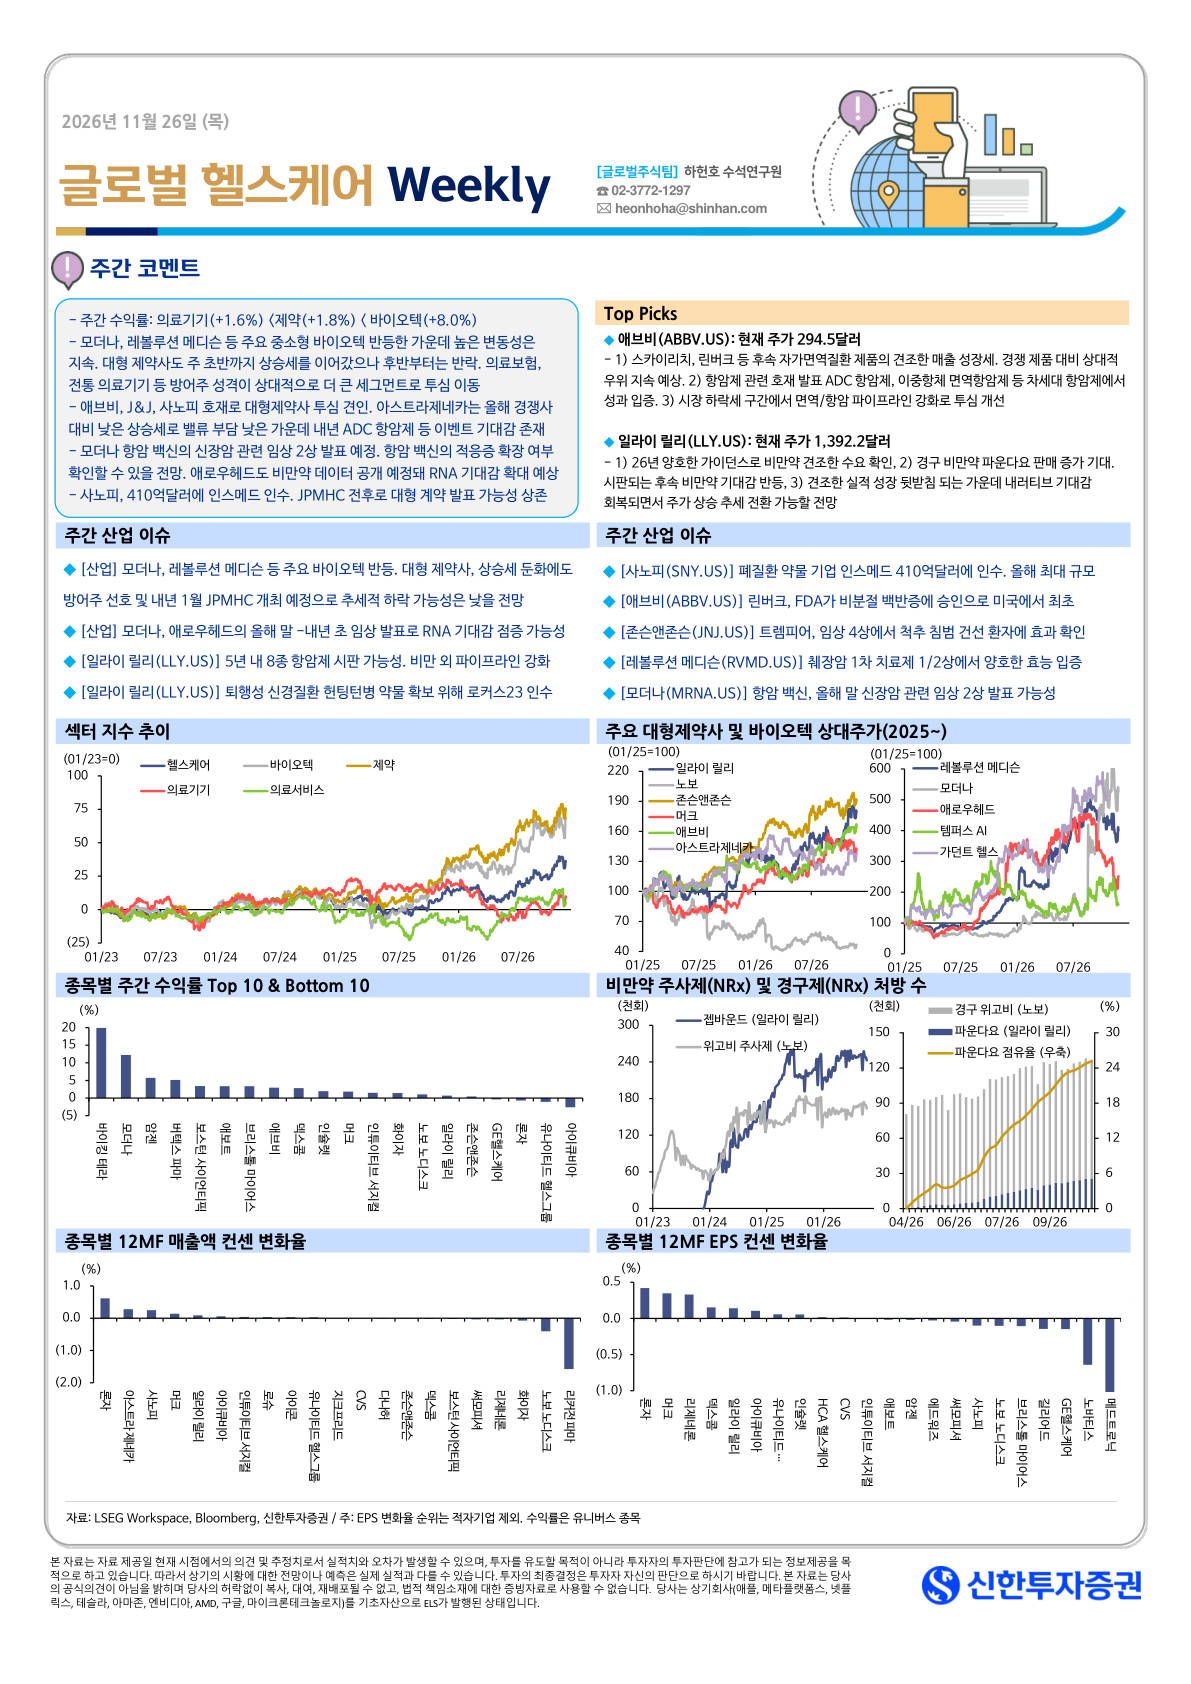 2026년 11월 26일 (목)
글로벌 헬스케어 Weekly
[글로벌주식팀] 하헌호 수석연구원
☎ 02-3772-1297
✉ heonhoha@shinhan.com
주간 코멘트
- 주간 수익률: 의료기기(+1.6%) <제약(+1.8%) < 바이오텍(+8.0%)
- 모더나, 레볼루션 메디슨 등 주요 중소형 바이오텍 반등한 가운데 높은 변동성은
지속. 대형 제약사도 주 초반까지 상승세를 이어갔으나 후반부터는 반락. 의료보험,
전통 의료기기 등 방어주 성격이 상대적으로 더 큰 세그먼트로 투심 이동
- 애브비, J&J, 사노피 호재로 대형제약사 투심 견인. 아스트라제네카는 올해 경쟁사
대비 낮은 상승세로 밸류 부담 낮은 가운데 내년 ADC 항암제 등 이벤트 기대감 존재
- 모더나 항암 백신의 신장암 관련 임상 2상 발표 예정. 항암 백신의 적응증 확장 여부
확인할 수 있을 전망. 애로우헤드도 비만약 데이터 공개 예정돼 RNA 기대감 확대 예상
- 사노피, 410억달러에 인스메드 인수. JPMHC 전후로 대형 계약 발표 가능성 상존
Top Picks
◆ 애브비(ABBV.US): 현재 주가 294.5달러
- 1) 스카이리치, 린버크 등 후속 자가면역질환 제품의 견조한 매출 성장세. 경쟁 제품 대비 상대적
우위 지속 예상. 2) 항암제 관련 호재 발표 ADC 항암제, 이중항체 면역항암제 등 차세대 항암제에서
성과 입증. 3) 시장 하락세 구간에서 면역/항암 파이프라인 강화로 투심 개선
◆ 일라이 릴리(LLY.US): 현재 주가 1,392.2달러
- 1) 26년 양호한 가이던스로 비만약 견조한 수요 확인, 2) 경구 비만약 파운다요 판매 증가 기대.
시판되는 후속 비만약 기대감 반등, 3) 견조한 실적 성장 뒷받침 되는 가운데 내러티브 기대감
회복되면서 주가 상승 추세 전환 가능할 전망
주간 산업 이슈
◆ [산업] 모더나, 레볼루션 메디슨 등 주요 바이오텍 반등. 대형 제약사, 상승세 둔화에도
방어주 선호 및 내년 1월 JPMHC 개최 예정으로 추세적 하락 가능성은 낮을 전망
◆ [산업] 모더나, 애로우헤드의 올해 말 -내년 초 임상 발표로 RNA 기대감 점증 가능성
◆ [일라이 릴리(LLY.US)] 5년 내 8종 항암제 시판 가능성. 비만 외 파이프라인 강화
◆ [일라이 릴리(LLY.US)] 퇴행성 신경질환 헌팅턴병 약물 확보 위해 로커스23 인수
주간 산업 이슈
◆ [사노피(SNY.US)] 폐질환 약물 기업 인스메드 410억달러에 인수. 올해 최대 규모
◆ [애브비(ABBV.US)] 린버크, FDA가 비분절 백반증에 승인으로 미국에서 최초
◆ [존슨앤존슨(JNJ.US)] 트렘피어, 임상 4상에서 척추 침범 건선 환자에 효과 확인
◆ [레볼루션 메디슨(RVMD.US)] 췌장암 1차 치료제 1/2상에서 양호한 효능 입증
◆ [모더나(MRNA.US)] 항암 백신, 올해 말 신장암 관련 임상 2상 발표 가능성
섹터 지수 추이
(01/23=0)
헬스케어 바이오텍 제약
의료기기 의료서비스
100
75
50
25
0
(25)
01/23 07/23 01/24 07/24 01/25 07/25 01/26 07/26
주요 대형제약사 및 바이오텍 상대주가(2025~)
(01/25=100)
일라이 릴리
노보
존슨앤존슨
머크
애브비
아스트라제네카
220
190
160
130
100
70
40
01/25 07/25 01/26 07/26
(01/25=100)
레볼루션 메디슨
모더나
애로우헤드
템퍼스 AI
가던트 헬스
600
500
400
300
200
100
0
01/25 07/25 01/26 07/26
종목별 주간 수익률 Top 10 & Bottom 10
(%)
20
15
10
5
0
(5)
바이킹 테라
모더나
암젠
버텍스 파마
보스턴 사이언티픽
애보트
브리스톨 마이어스
애브비
덱스콤
인슐렛
머크
인튜이티브 서지컬
화이자
노보 노디스크
일라이 릴리
존슨앤존슨
GE헬스케어
론자
유나이티드 헬스그룹
아이큐비아
비만약 주사제(NRx) 및 경구제(NRx) 처방 수
(천회)
젭바운드 (일라이 릴리)
위고비 주사제 (노보)
300
240
180
120
60
0
01/23 01/24 01/25 01/26
(천회)
경구 위고비 (노보)
파운다요 (일라이 릴리)
파운다요 점유율 (우축)
(%)
150
120
90
60
30
0
30
24
18
12
6
0
04/26 06/26 07/26 09/26
종목별 12MF 매출액 컨센 변화율
(%)
1.0
0.0
(1.0)
(2.0)
론자
아스트라제네카
사노피
머크
일라이 릴리
아이큐비아
인튜이티브 서지컬
로슈
아이콘
유나이티드 헬스그룹
지크프리드
CVS
다나허
존슨앤존슨
덱스콤
보스턴 사이언티픽
써모피셔
리제네론
화이자
노보 노디스크
리커전 파마
종목별 12MF EPS 컨센 변화율
(%)
0.5
0.0
(0.5)
(1.0)
론자
머크
리제네론
덱스콤
일라이 릴리
아이큐비아
유나이티드…
인슐렛
HCA 헬스케어
CVS
인튜이티브 서지컬
애보트
암젠
에드워즈
써모피셔
사노피
노보 노디스크
브리스톨 마이어스
길리어드
GE헬스케어
노바티스
메드트로닉
자료: LSEG Workspace, Bloomberg, 신한투자증권 / 주: EPS 변화율 순위는 적자기업 제외. 수익률은 유니버스 종목
본 자료는 자료 제공일 현재 시점에서의 의견 및 추정치로서 실적치와 오차가 발생할 수 있으며, 투자를 유도할 목적이 아니라 투자자의 투자판단에 참고가 되는 정보제공을 목
적으로 하고 있습니다. 따라서 상기의 시황에 대한 전망이나 예측은 실제 실적과 다를 수 있습니다. 투자의 최종결정은 투자자 자신의 판단으로 하시기 바랍니다. 본 자료는 당사
의 공식의견이 아님을 밝히며 당사의 허락없이 복사, 대여, 재배포될 수 없고, 법적 책임소재에 대한 증빙자료로 사용할 수 없습니다. 당사는 상기회사(애플, 메타플랫폼스, 넷플
릭스, 테슬라, 아마존, 엔비디아, AMD, 구글, 마이크론테크놀로지)를 기초자산으로 ELS가 발행된 상태입니다.
신한투자증권